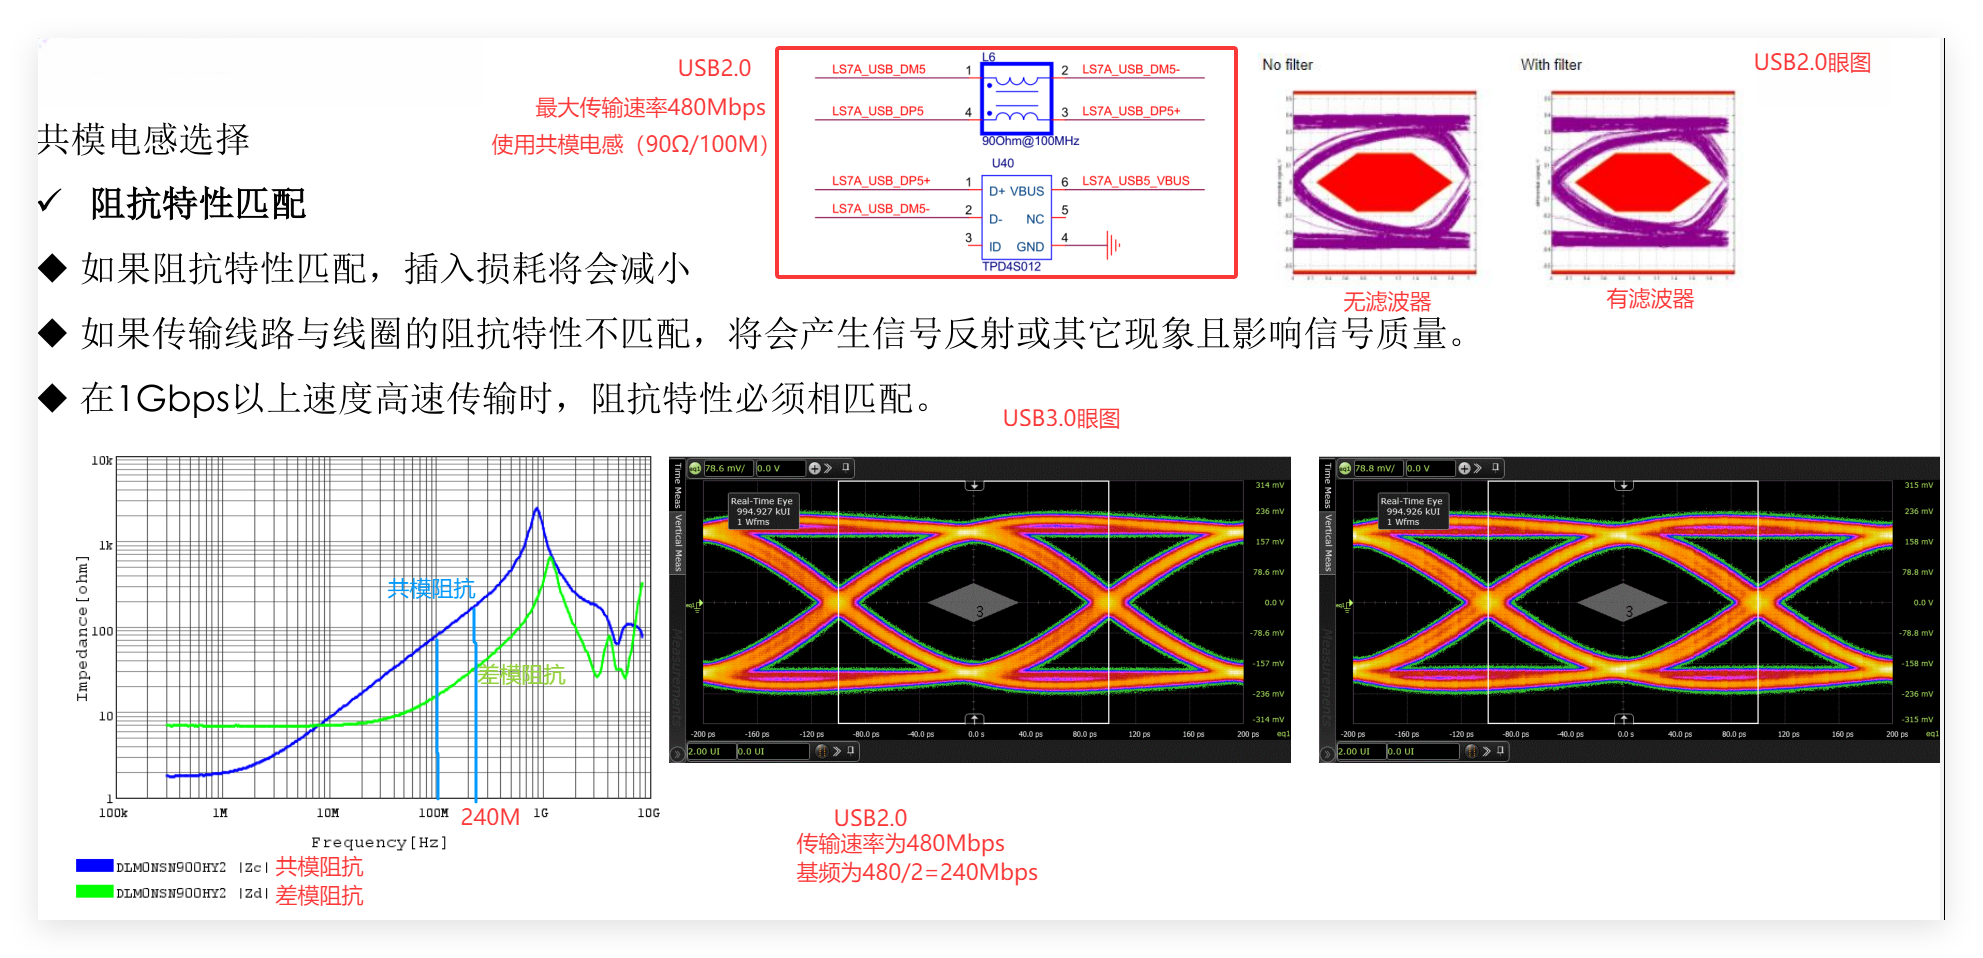 共模电感选择
✓ 阻抗特性匹配
◆ 如果阻抗特性匹配，插入损耗将会减小
◆ 如果传输线路与线圈的阻抗特性不匹配，将会产生信号反射或其它现象且影响信号质量。
◆ 在1Gbps以上速度高速传输时，阻抗特性必须相匹配。
USB2.0
最大传输速率480Mbps
使用共模电感（90Ω/100M）
L6
LS7A_USB_DM5 1 2 LS7A_USB_DM5-
LS7A_USB_DP5 4 3 LS7A_USB_DP5+
90Ohm@100MHz
U40
LS7A_USB_DP5+ 1 D+ VBUS 6 LS7A_USB5_VBUS
LS7A_USB_DM5- 2 D- NC 5
3 ID GND 4
TPD4S012
No filter
With filter
USB2.0眼图
无滤波器
有滤波器
USB3.0眼图
10k
1k
100
10
1
Impedance[ohm]
共模阻抗
差模阻抗
100k 1M 10M 100M 1G 10G
240M
Frequency[Hz]
DLM0NSN900HY2 |Zc| 共模阻抗
DLM0NSN900HY2 |Zd| 差模阻抗
Time Meas
Vertical Meas
Measurements
eq1 78.6 mV/ 0.0 V
Real-Time Eye
994.927 kUI
1 Wfms
3
314 mV
236 mV
157 mV
78.6 mV
0.0 V
-78.6 mV
-157 mV
-236 mV
-314 mV
-200 ps -160 ps -120 ps -80.0 ps -40.0 ps 0.0 s 40.0 ps 80.0 ps 120 ps 160 ps 200 ps eq1
2.00 UI 0.0 UI
Time Meas
Vertical Meas
Measurements
eq1 78.8 mV/ 0.0 V
Real-Time Eye
994.926 kUI
1 Wfms
3
315 mV
236 mV
158 mV
78.8 mV
0.0 V
-78.8 mV
-158 mV
-236 mV
-315 mV
-200 ps -160 ps -120 ps -80.0 ps -40.0 ps 0.0 s 40.0 ps 80.0 ps 120 ps 160 ps 200 ps eq1
2.00 UI 0.0 UI
USB2.0
传输速率为480Mbps
基频为480/2=240Mbps